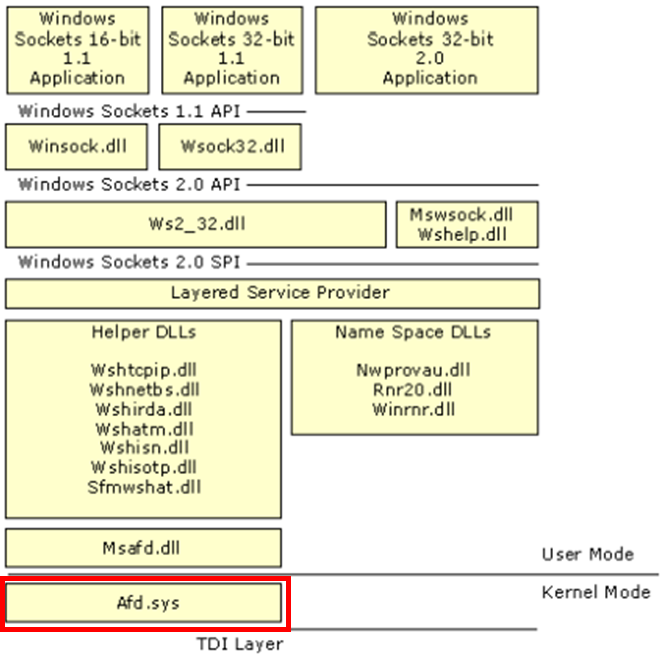 Windows
Sockets 16-bit
1.1
Application
Windows
Sockets 32-bit
1.1
Application
Windows
Sockets 32-bit
2.0
Application
Windows Sockets 1.1 API
Winsock.dll
Wsock32.dll
Windows Sockets 2.0 API
Ws2_32.dll
Mswsock.dll
Wshelp.dll
Windows Sockets 2.0 SPI
Layered Service Provider
Helper DLLs
Wshtcpip.dll
Wshnetbs.dll
Wshirda.dll
Wshatm.dll
Wshisn.dll
Wshisotp.dll
Sfmwshat.dll
Name Space DLLs
Nwprovau.dll
Rnr20.dll
Winrnr.dll
Msafd.dll
User Mode
Kernel Mode
Afd.sys
TDI Layer